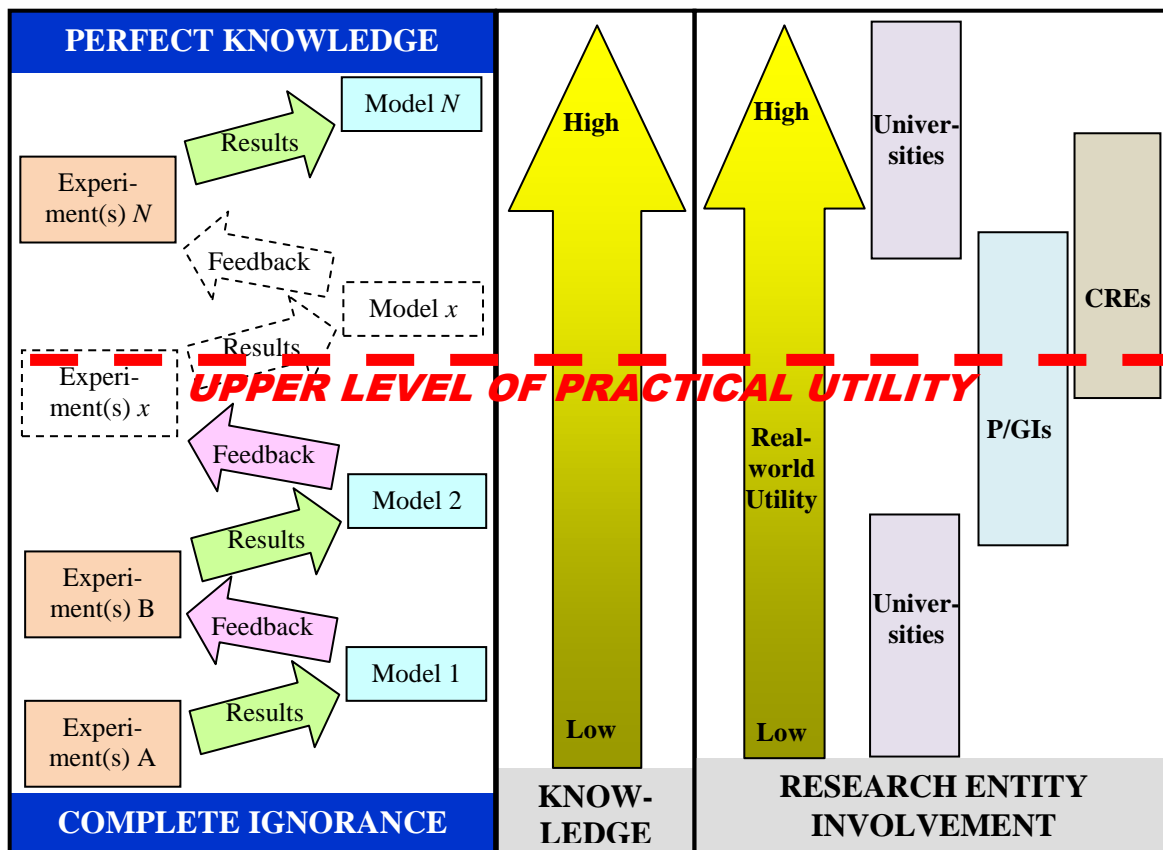 PERFECT KNOWLEDGE
Model N
Results
Experi-
ment(s) N
Feedback
Model x
Results
Experi-
ment(s) x
Feedback
Model 2
Results
Experi-
ment(s) B
Feedback
Model 1
Results
Experi-
ment(s) A
COMPLETE IGNORANCE
UPPER LEVEL OF PRACTICAL UTILITY
High
Low
KNOW-
LEDGE
High
Real-
world
Utility
Low
Univer-
sities
CREs
P/GIs
Univer-
sities
RESEARCH ENTITY
INVOLVEMENT